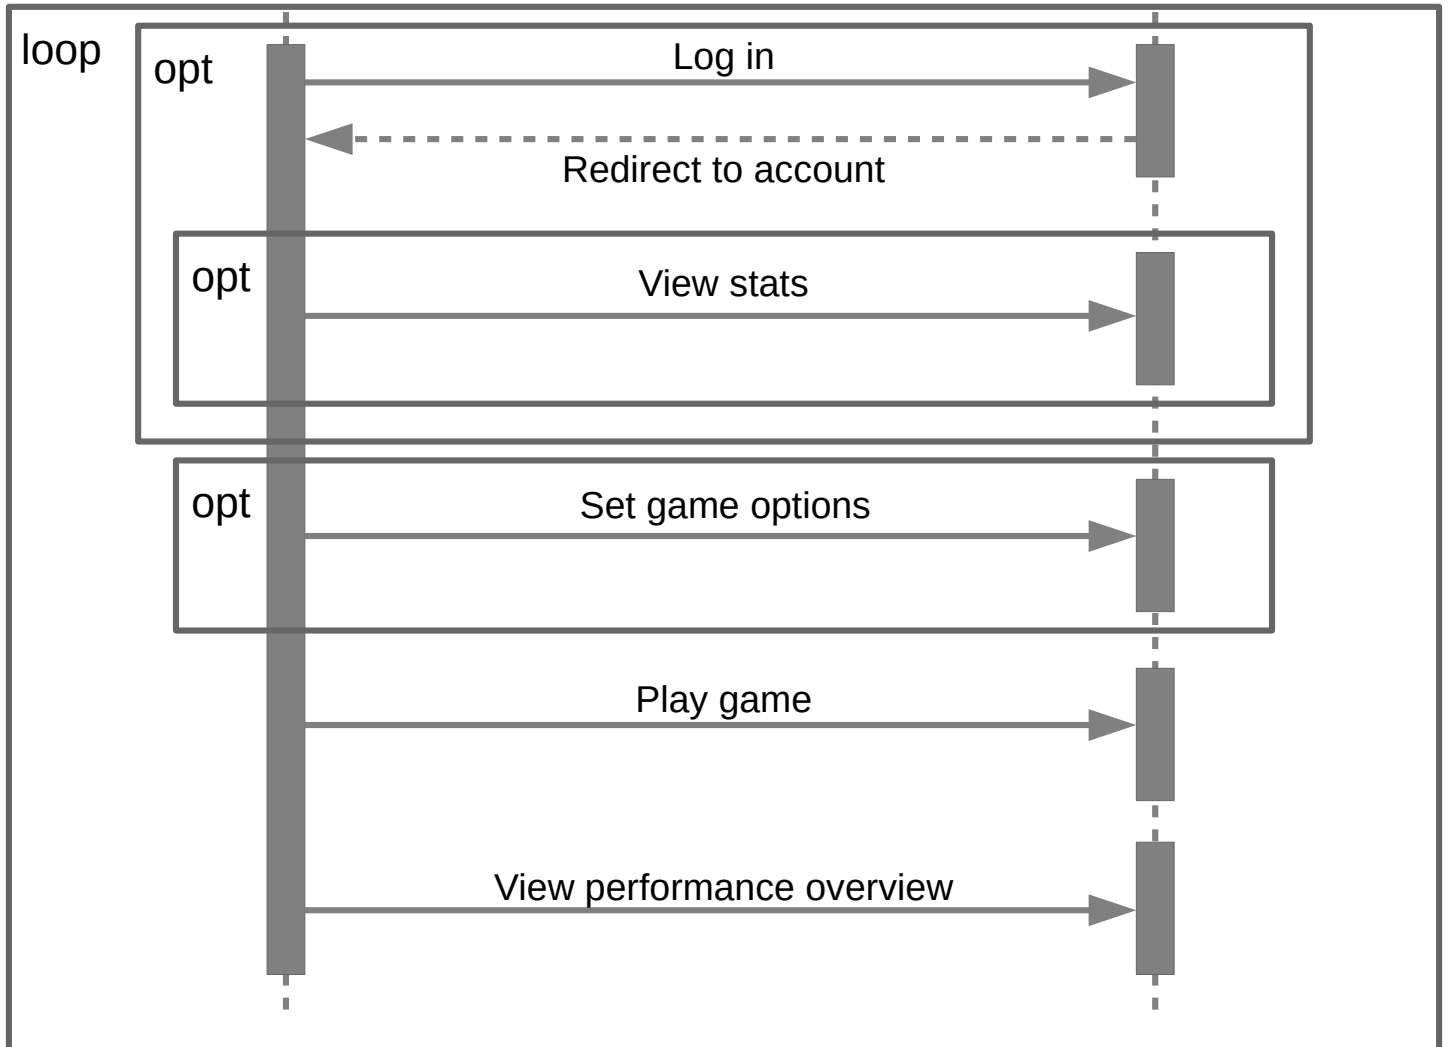 loop
opt
Log in
Redirect to account
opt
View stats
opt
Set game options
Play game
View performance overview